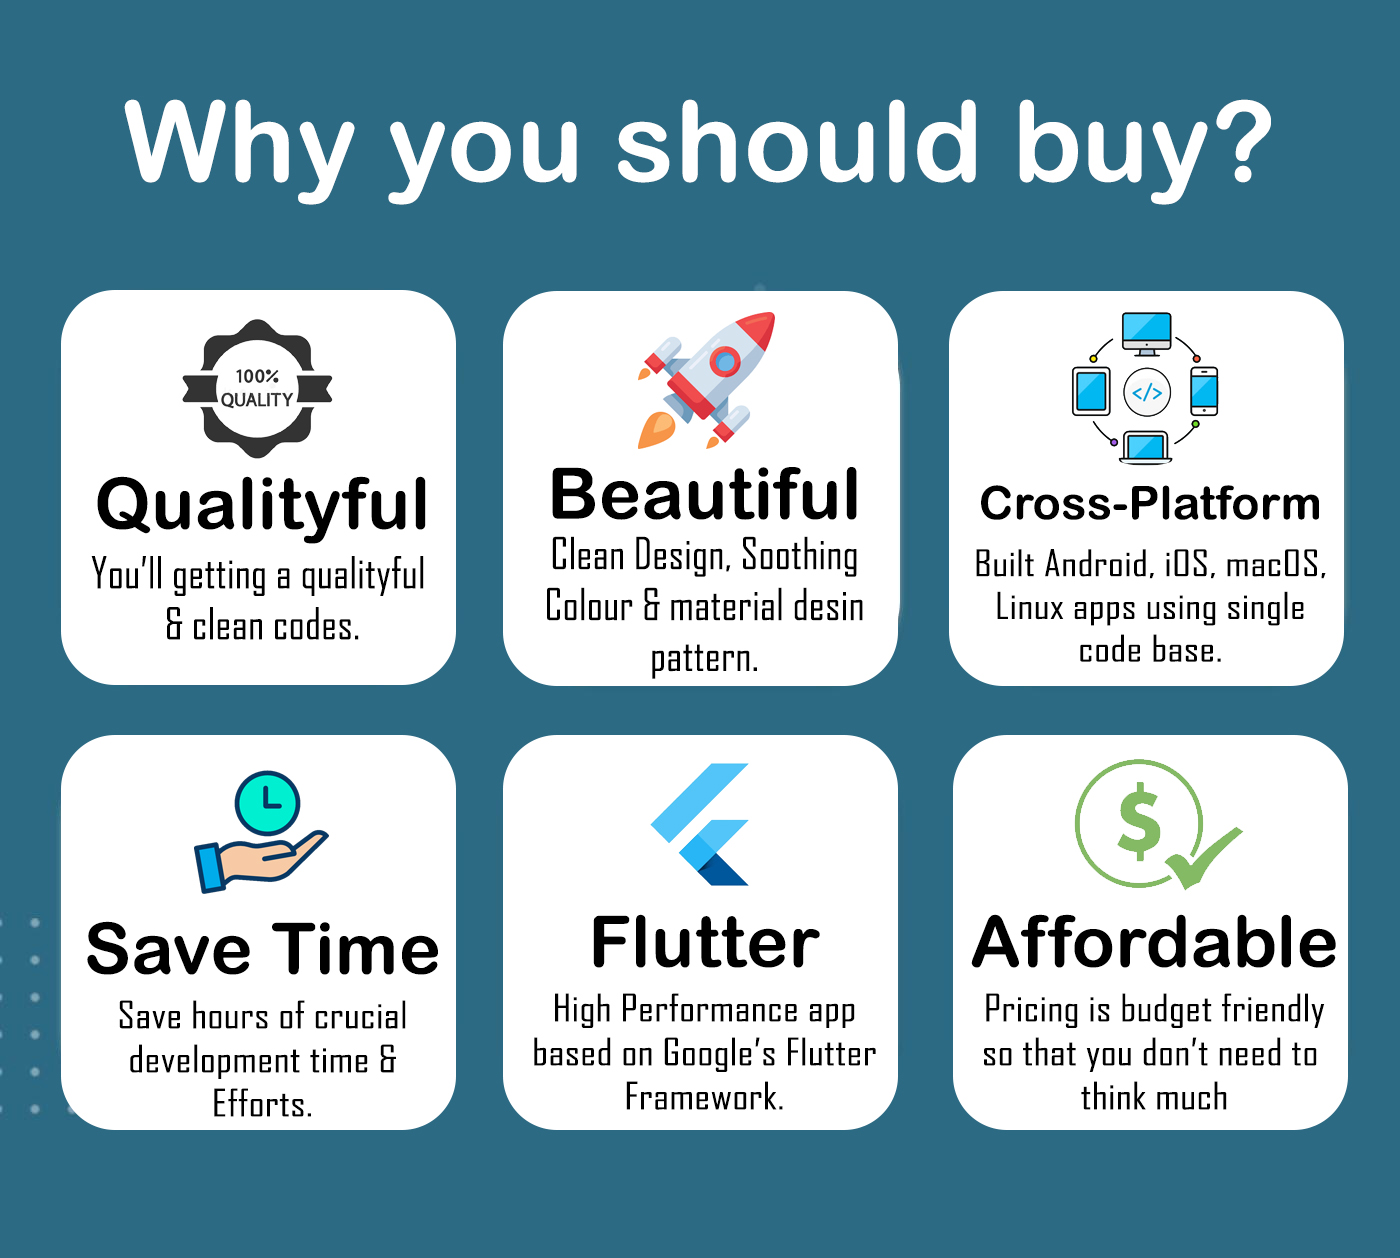 Why you should buy?
100%
QUALITY
Qualityful
You'll getting a qualityful
& clean codes.
Beautiful
Clean Design, Soothing
Colour & material desin
pattern.
</>
Cross-Platform
Built Android, iOS, macOS,
Linux apps using single
code base.
Save Time
Save hours of crucial
development time &
Efforts.
Flutter
High Performance app
based on Google's Flutter
Framework.
$
Affordable
Pricing is budget friendly
so that you don't need to
think much